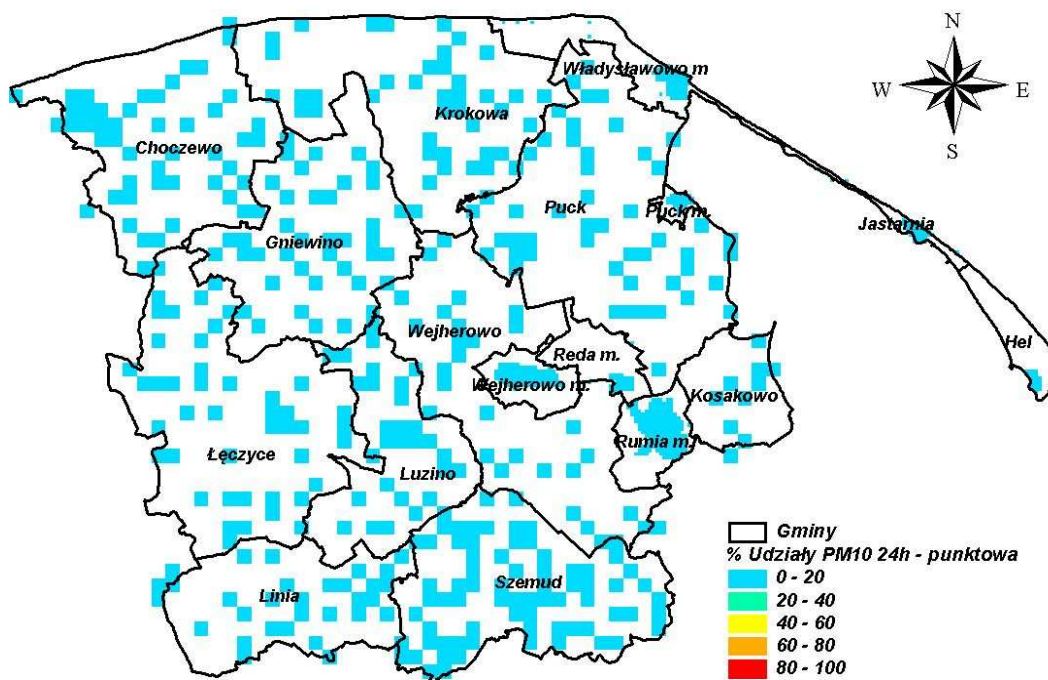 N
W E
S
Władysławowo m
Krokowa
Choczewo
Puck
Puck m.
Jastarnia
Gniewino
Wejherowo
Hel
Reda m.
Wejherowo m.
Kosakowo
Rumia m.
Łęczyce
Luzino
Szemud
Linia
Gminy
% Udziały PM10 24h - punktowa
0 - 20
20 - 40
40 - 60
60 - 80
80 - 100